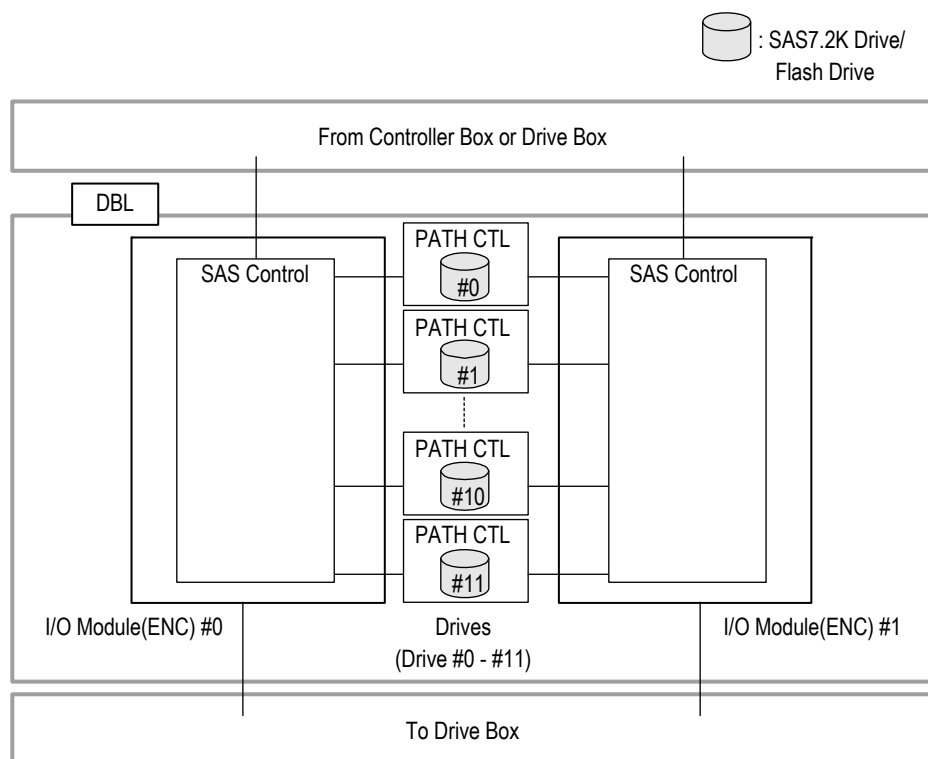 : SAS7.2K Drive/
Flash Drive
From Controller Box or Drive Box
DBL
SAS Control
PATH CTL
#0
SAS Control
PATH CTL
#1
PATH CTL
#10
PATH CTL
#11
I/O Module(ENC) #0
Drives
(Drive #0 - #11)
I/O Module(ENC) #1
To Drive Box